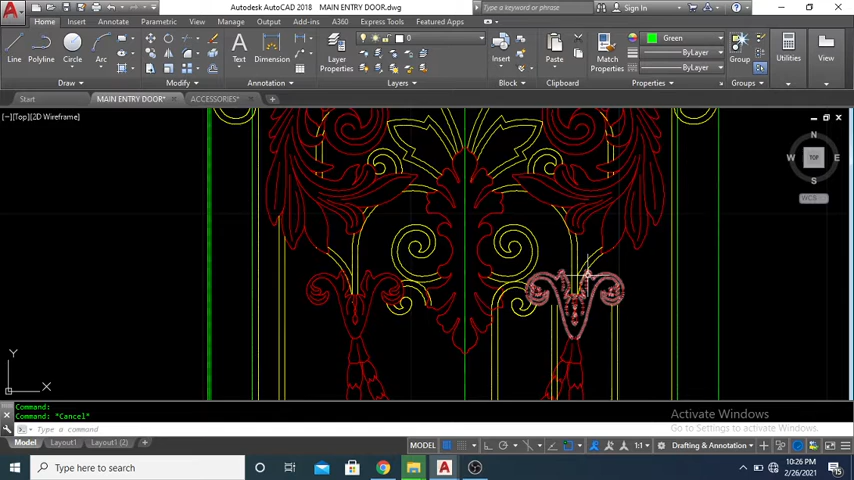 Autodesk AutoCAD 2018 MAIN ENTRY DOOR.dwg
Type a keyword or phrase
Sign In
Home Insert Annotate Parametric View Manage Output Add-ins A360 Express Tools Featured Apps
Line Polyline Circle Arc Text Dimension Layer Properties 0 Insert Paste Match Properties Green ByLayer ByLayer Group Utilities View
Draw Modify Annotation Layers Block Clipboard Properties Groups
Start MAIN ENTRY DOOR* ACCESSORIES*
[−][Top][2D Wireframe]
N
W TOP E
S
WCS
Y
X
Command:
Command: *Cancel*
Type a command
Activate Windows
Go to Settings to activate Windows.
Model Layout1 Layout1 (2) +
MODEL 1:1 Drafting & Annotation
Type here to search
10:26 PM
2/26/2021
15